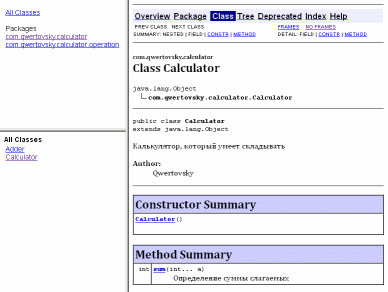 All Classes
Packages
com.qwertovsky.calculator
com.qwertovsky.calculator.operation
All Classes
Adder
Calculator
Overview Package Class Tree Deprecated Index Help
PREV CLASS NEXT CLASS FRAMES NO FRAMES
SUMMARY: NESTED | FIELD | CONSTR | METHOD DETAIL: FIELD | CONSTR | METHOD
com.qwertovsky.calculator
Class Calculator
java.lang.Object
com.qwertovsky.calculator.Calculator
public class Calculator
extends java.lang.Object
Калькулятор, который умеет складывать
Author:
Qwertovsky
Constructor Summary
Calculator()
Method Summary
int sum(int... a)
Определение суммы слагаемых